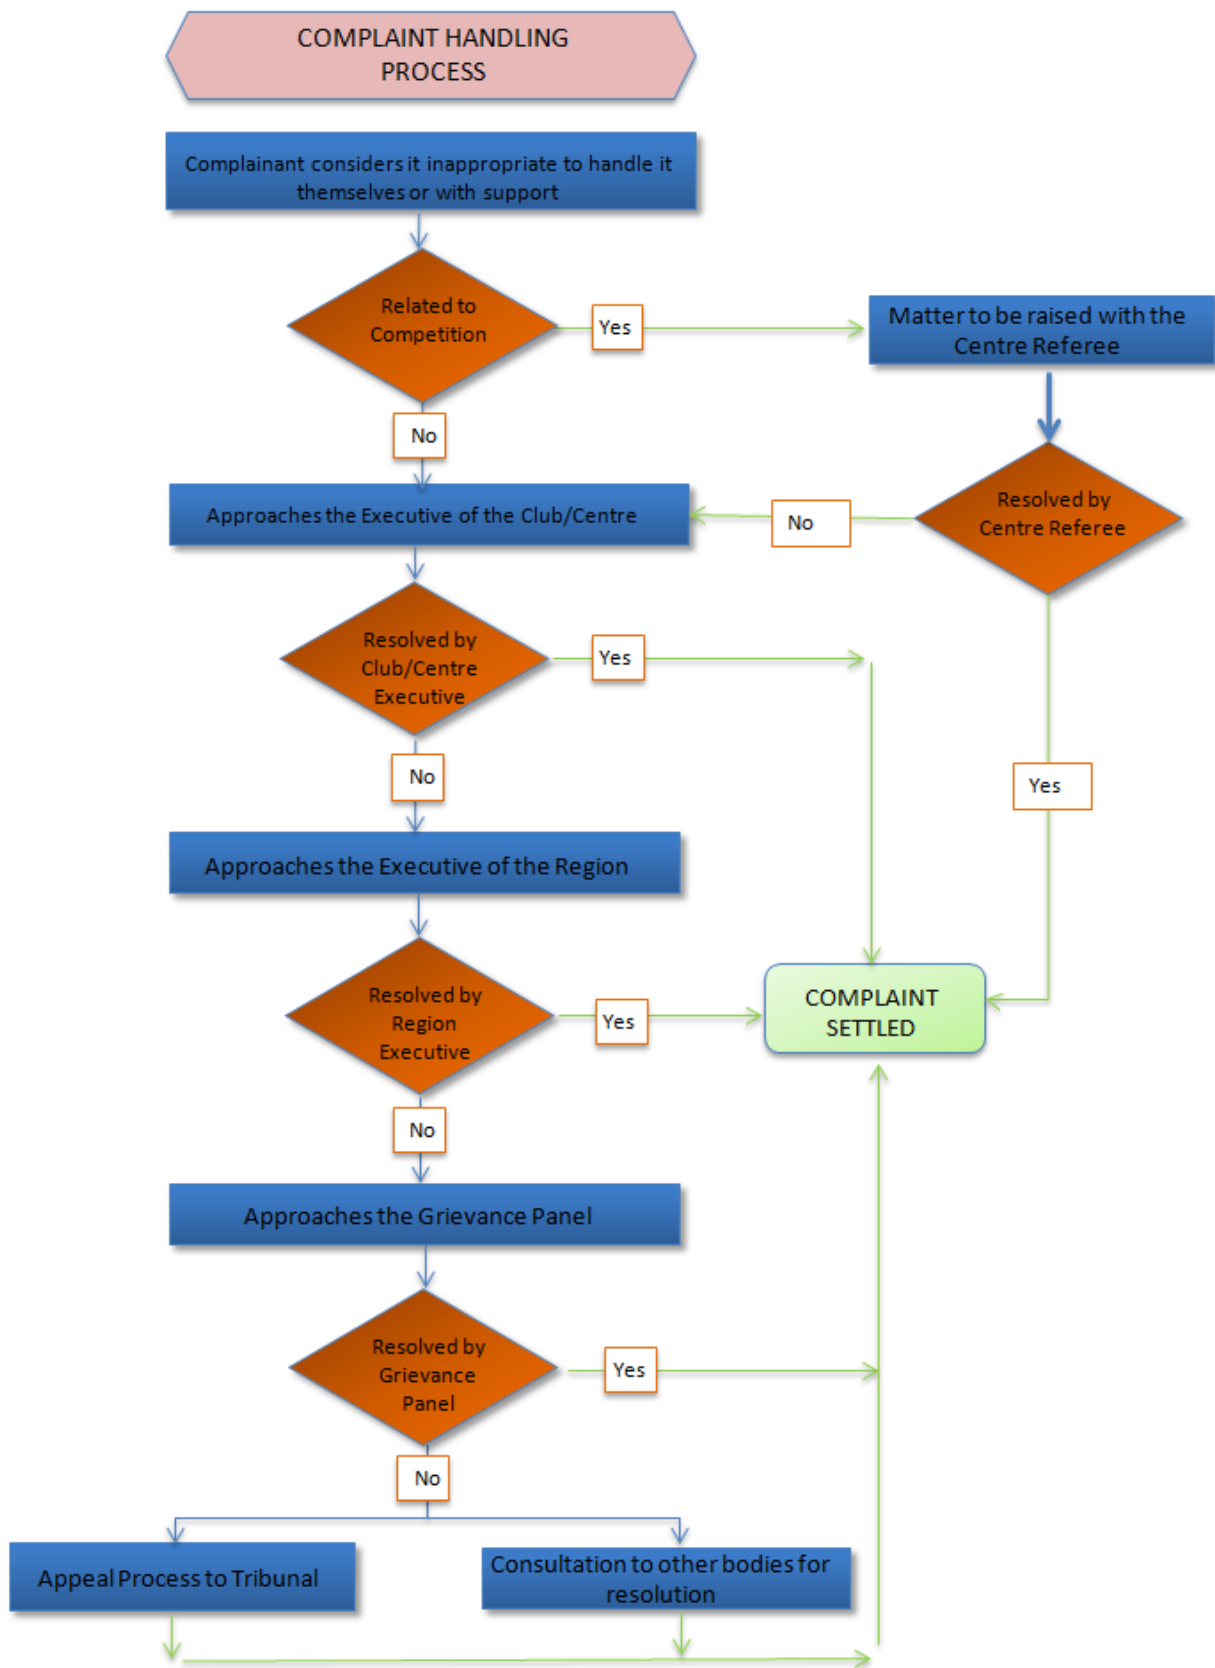 COMPLAINT HANDLING
PROCESS
Complainant considers it inappropriate to handle it
themselves or with support
Related to
Competition
Yes
Matter to be raised with the
Centre Referee
No
Approaches the Executive of the Club/Centre
No
Resolved by
Centre Referee
Resolved by
Club/Centre
Executive
Yes
No
Yes
Approaches the Executive of the Region
Resolved by
Region
Executive
Yes
COMPLAINT
SETTLED
No
Approaches the Grievance Panel
Resolved by
Grievance
Panel
Yes
No
Appeal Process to Tribunal
Consultation to other bodies for
resolution